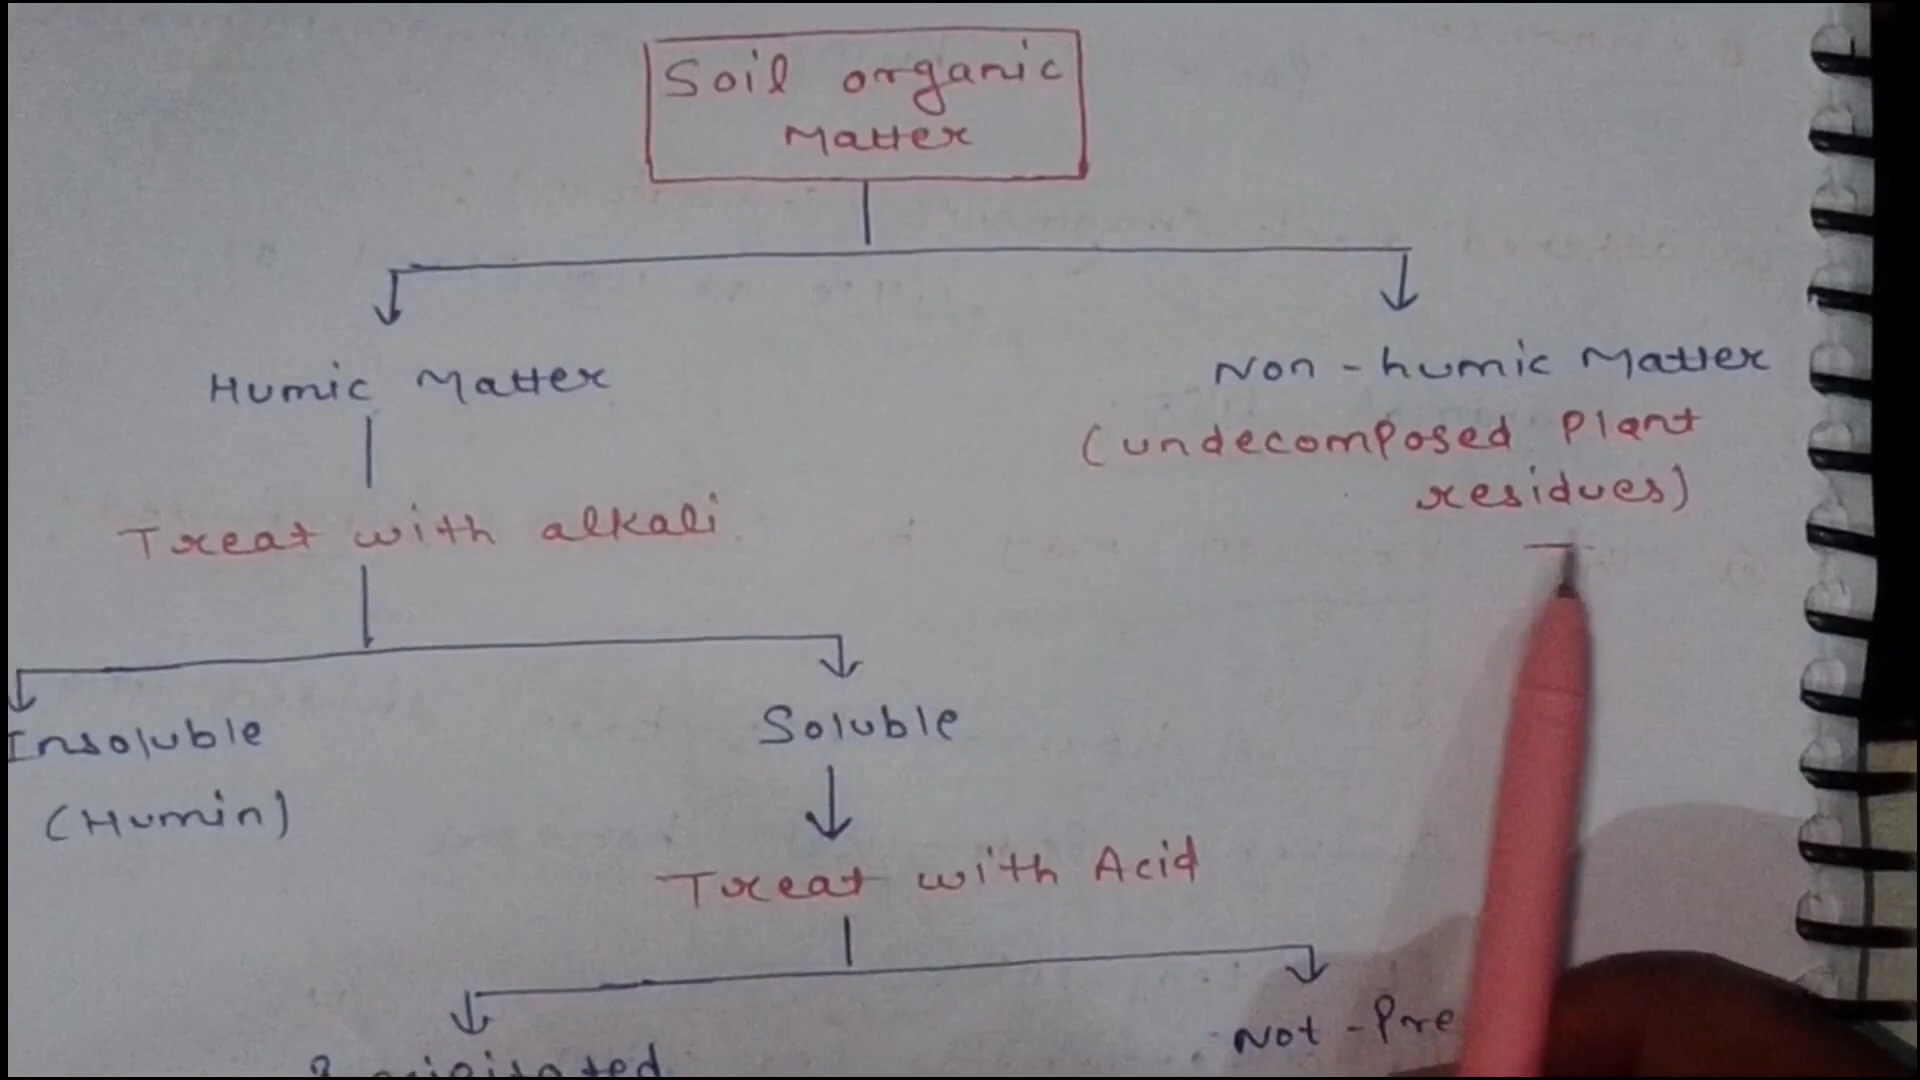 Soil organic
Matter
Humic Matter
Non-humic Matter
(undecomposed Plant
residues)
Treat with alkali
Insoluble
(Humin)
Soluble
Treat with Acid
Not-Pre